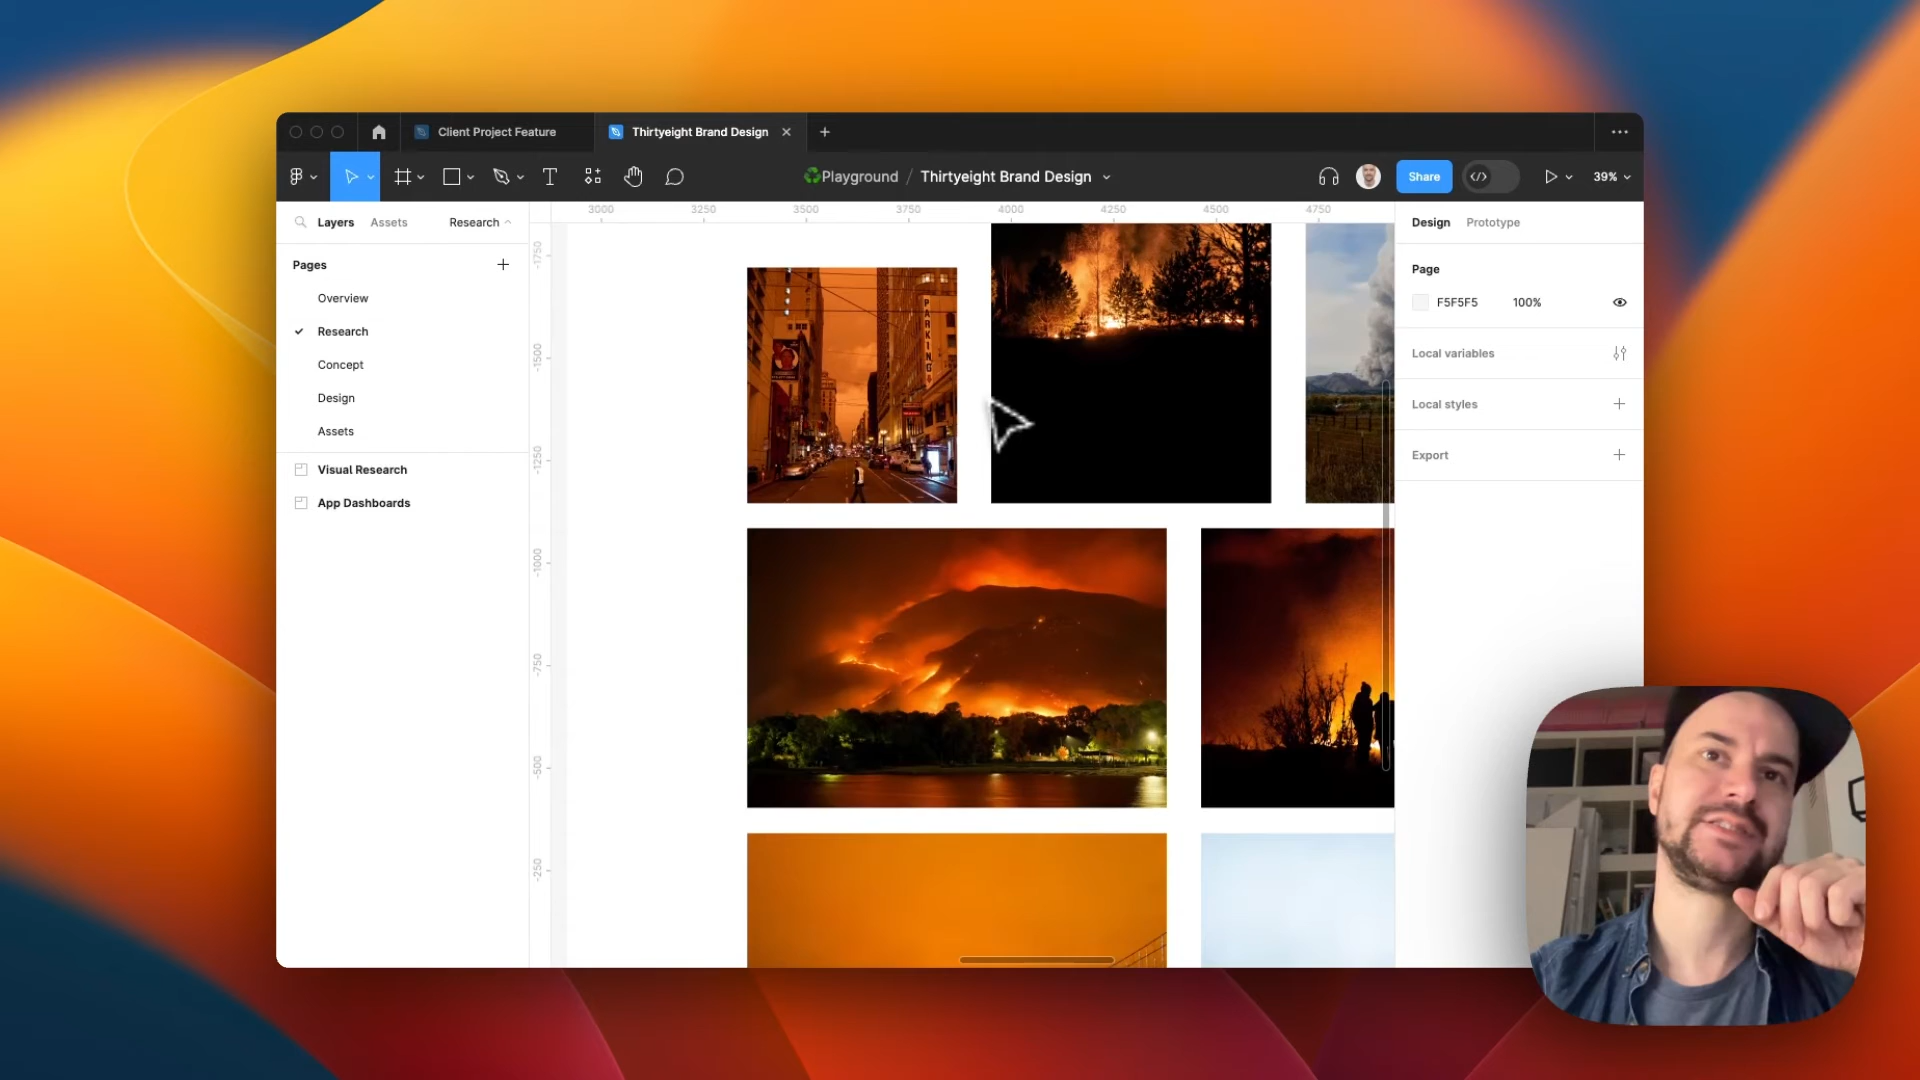 Client Project Feature
Thirtyeight Brand Design
Playground / Thirtyeight Brand Design
Share
39%
Layers
Assets
Research
Pages
Overview
Research
Concept
Design
Assets
Visual Research
App Dashboards
3000
3250
3500
3750
4000
4250
4500
4750
-1750
-1500
-1250
-1000
-750
-500
-250
PARKING
Design
Prototype
Page
F5F5F5
100%
Local variables
Local styles
Export